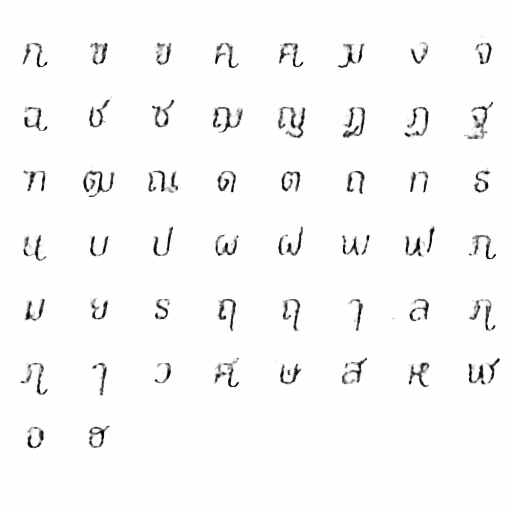 ก ข ฃ ค ฅ ฆ ง จ
ฉ ช ซ ฌ ญ ฎ ฏ ฐ
ฑ ฒ ณ ด ต ถ ท ธ
น บ ป ผ ฝ พ ฟ ภ
ม ย ร ฤ ฤ ๅ ล ฦ
ฦ ๅ ว ศ ษ ส ห ฬ
อ ฮ